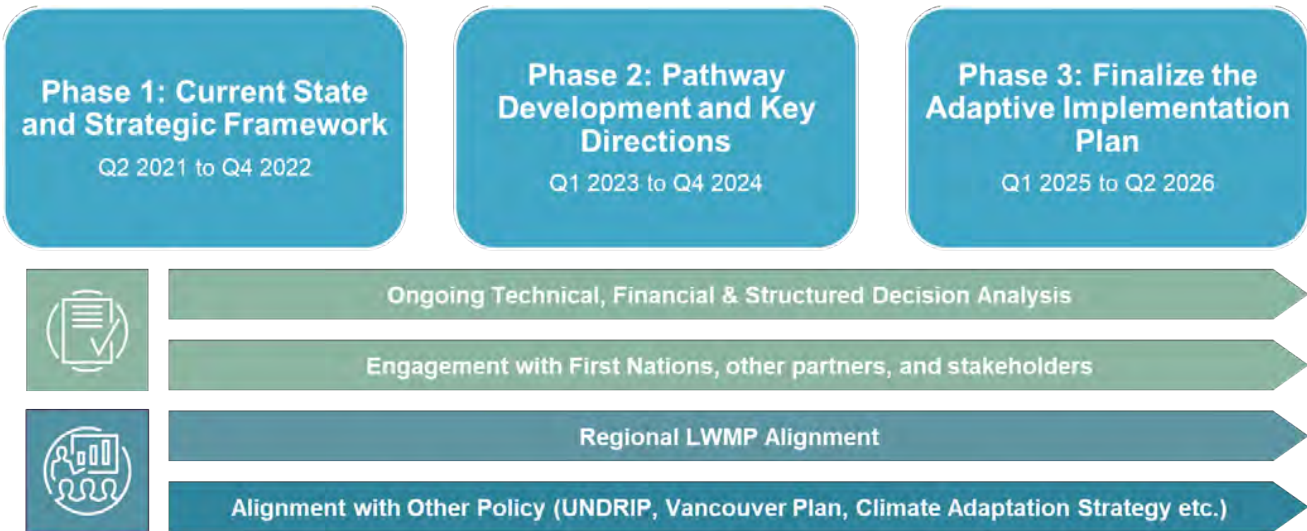 Phase 1: Current State
and Strategic Framework
Q2 2021 to Q4 2022
Phase 2: Pathway
Development and Key
Directions
Q1 2023 to Q4 2024
Phase 3: Finalize the
Adaptive Implementation
Plan
Q1 2025 to Q2 2026
Ongoing Technical, Financial & Structured Decision Analysis
Engagement with First Nations, other partners, and stakeholders
Regional LWMP Alignment
Alignment with Other Policy (UNDRIP, Vancouver Plan, Climate Adaptation Strategy etc.)